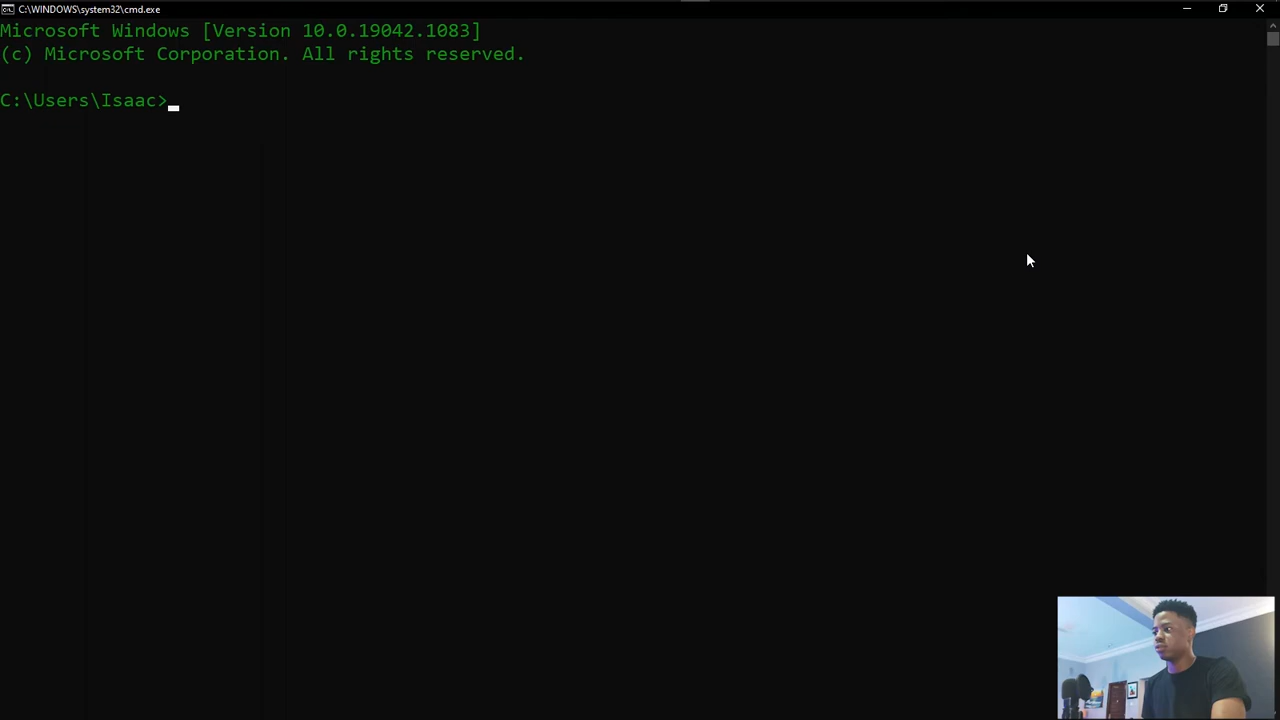 C:\WINDOWS\system32\cmd.exe
Microsoft Windows [Version 10.0.19042.1083]
(c) Microsoft Corporation. All rights reserved.
C:\Users\Isaac>